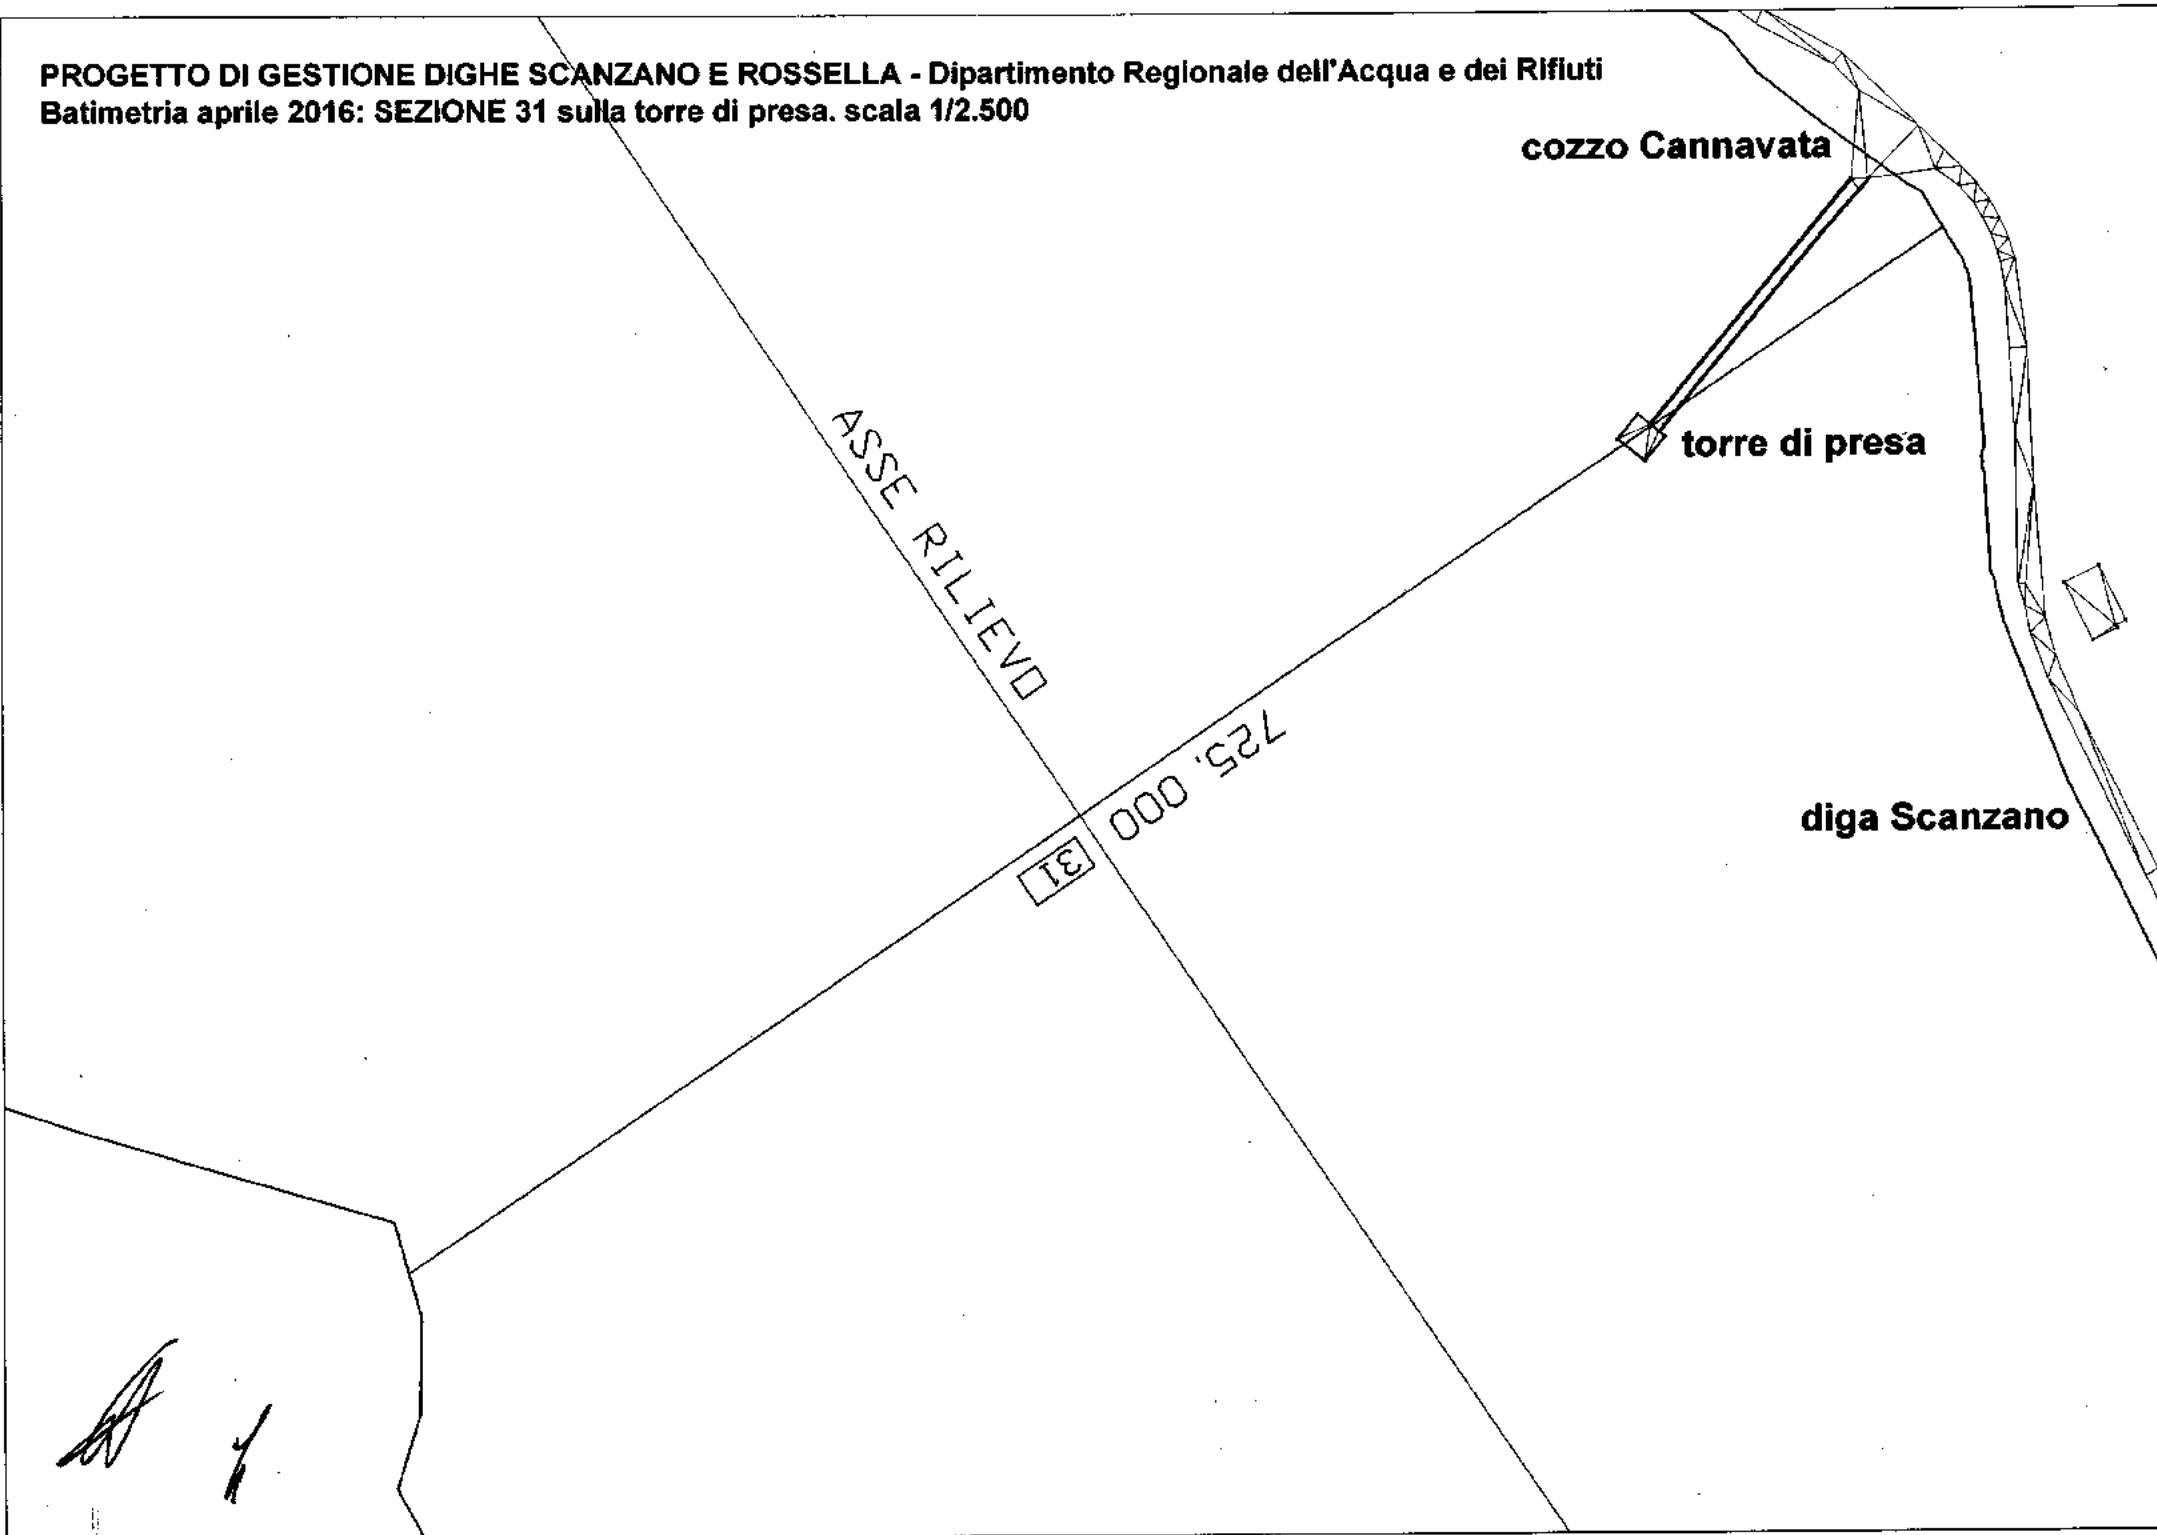 PROGETTO DI GESTIONE DIGHE SCANZANO E ROSSELLA - Dipartimento Regionale dell'Acqua e dei Rifiuti
Batimetria aprile 2016: SEZIONE 31 sulla torre di presa. scala 1/2.500
cozzo Cannavata
torre di presa
ASSE RILIEVO
725.000
31
diga Scanzano